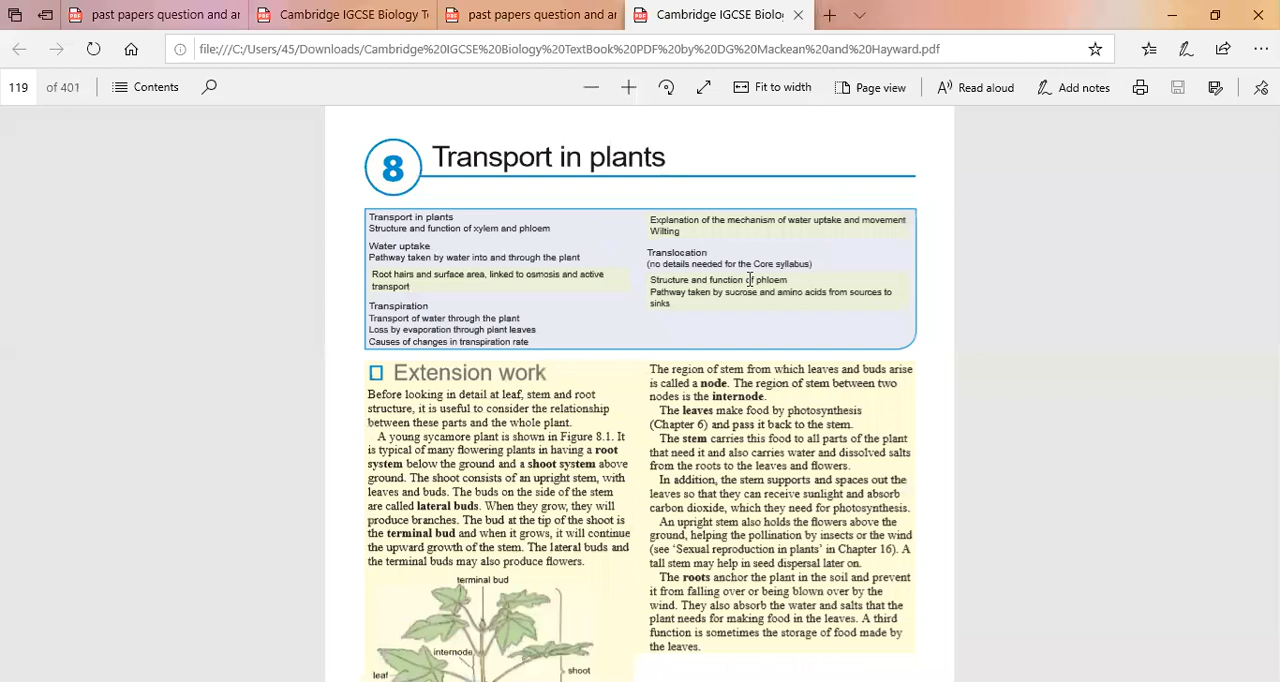 past papers question and ar
Cambridge IGCSE Biology Te
past papers question and ar
Cambridge IGCSE Biolo
file:///C:/Users/45/Downloads/Cambridge%20IGCSE%20Biology%20TextBook%20PDF%20by%20DG%20Mackean%20and%20Hayward.pdf
119 of 401 Contents Fit to width Page view Read aloud Add notes
8 Transport in plants
Transport in plants
Structure and function of xylem and phloem
Water uptake
Pathway taken by water into and through the plant
Root hairs and surface area, linked to osmosis and active
transport
Transpiration
Transport of water through the plant
Loss by evaporation through plant leaves
Causes of changes in transpiration rate
Explanation of the mechanism of water uptake and movement
Wilting
Translocation
(no details needed for the Core syllabus)
Structure and function of phloem
Pathway taken by sucrose and amino acids from sources to
sinks
Extension work
Before looking in detail at leaf, stem and root
structure, it is useful to consider the relationship
between these parts and the whole plant.
A young sycamore plant is shown in Figure 8.1. It
is typical of many flowering plants in having a root
system below the ground and a shoot system above
ground. The shoot consists of an upright stem, with
leaves and buds. The buds on the side of the stem
are called lateral buds. When they grow, they will
produce branches. The bud at the tip of the shoot is
the terminal bud and when it grows, it will continue
the upward growth of the stem. The lateral buds and
the terminal buds may also produce flowers.
terminal bud
internode
leaf
shoot
The region of stem from which leaves and buds arise
is called a node. The region of stem between two
nodes is the internode.
The leaves make food by photosynthesis
(Chapter 6) and pass it back to the stem.
The stem carries this food to all parts of the plant
that need it and also carries water and dissolved salts
from the roots to the leaves and flowers.
In addition, the stem supports and spaces out the
leaves so that they can receive sunlight and absorb
carbon dioxide, which they need for photosynthesis.
An upright stem also holds the flowers above the
ground, helping the pollination by insects or the wind
(see ‘Sexual reproduction in plants’ in Chapter 16). A
tall stem may help in seed dispersal later on.
The roots anchor the plant in the soil and prevent
it from falling over or being blown over by the
wind. They also absorb the water and salts that the
plant needs for making food in the leaves. A third
function is sometimes the storage of food made by
the leaves.